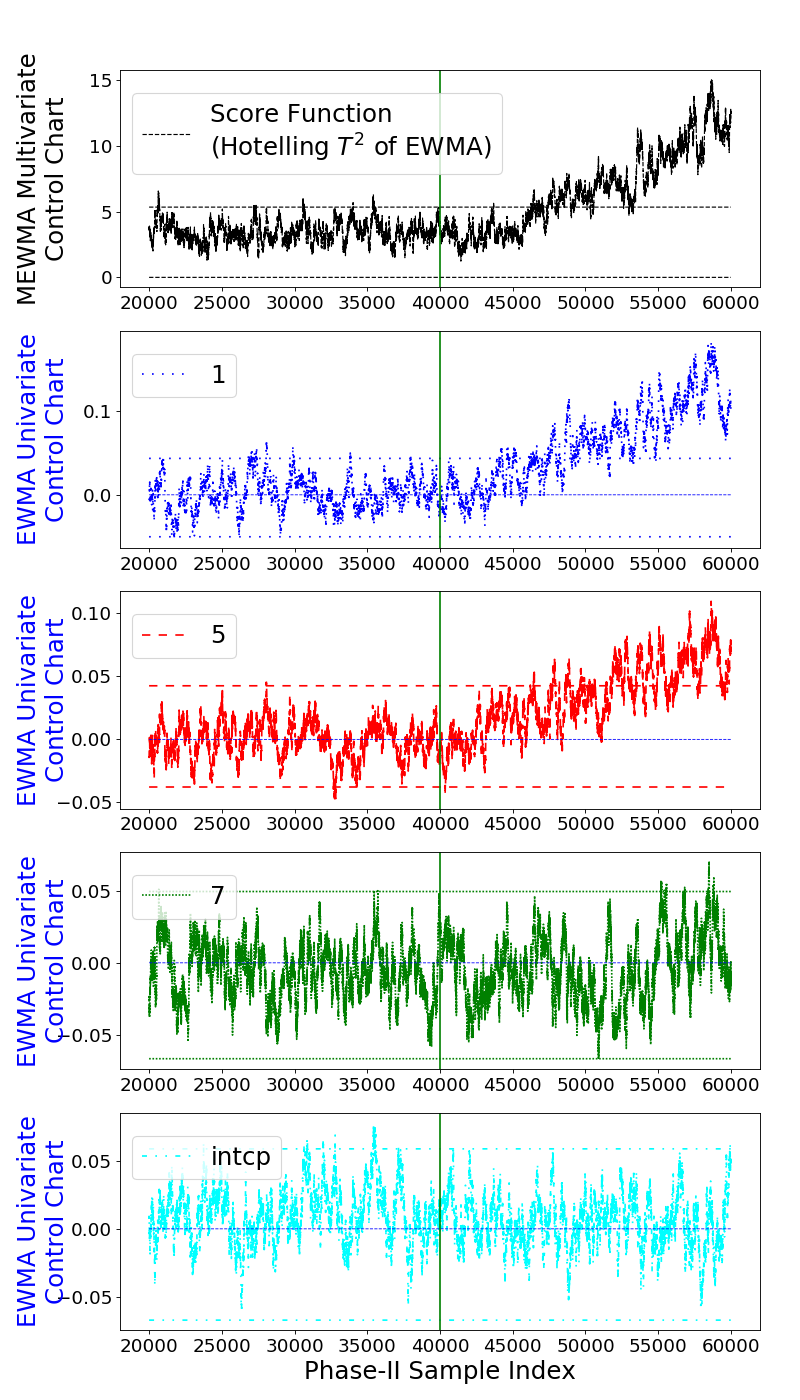 MEWMA Multivariate
Control Chart
15
10
5
0
Score Function
(Hotelling T² of EWMA)
20000 25000 30000 35000 40000 45000 50000 55000 60000
EWMA Univariate
Control Chart
0.1
0.0
1
20000 25000 30000 35000 40000 45000 50000 55000 60000
EWMA Univariate
Control Chart
0.10
0.05
0.00
−0.05
5
20000 25000 30000 35000 40000 45000 50000 55000 60000
EWMA Univariate
Control Chart
0.05
0.00
−0.05
7
20000 25000 30000 35000 40000 45000 50000 55000 60000
EWMA Univariate
Control Chart
0.05
0.00
−0.05
intcp
20000 25000 30000 35000 40000 45000 50000 55000 60000
Phase-II Sample Index